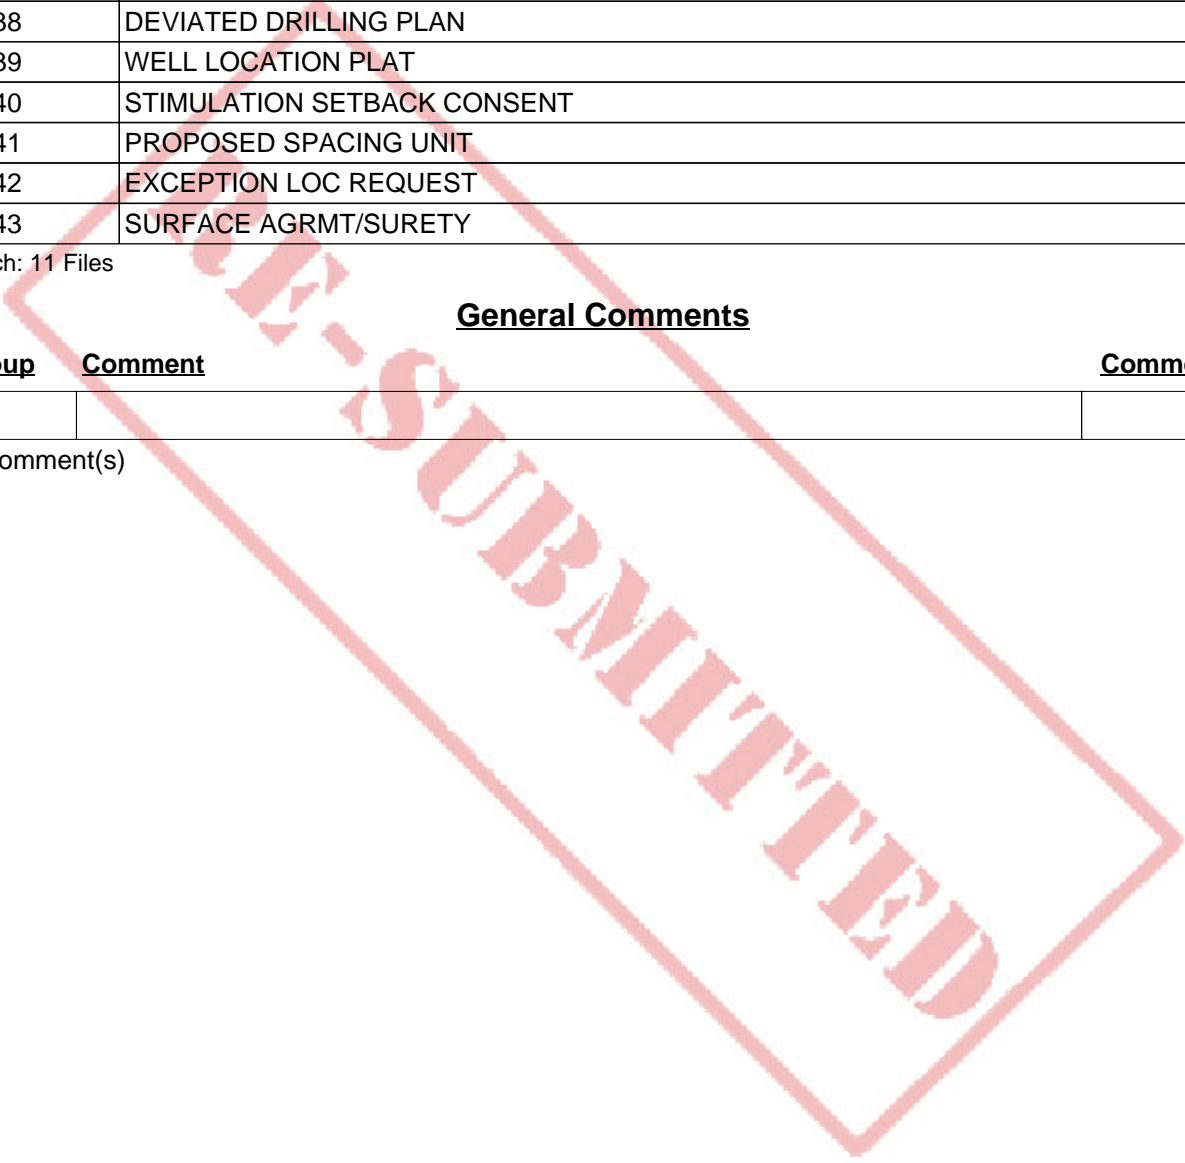 38 DEVIATED DRILLING PLAN
39 WELL LOCATION PLAT
40 STIMULATION SETBACK CONSENT
41 PROPOSED SPACING UNIT
42 EXCEPTION LOC REQUEST
43 SURFACE AGRMT/SURETY
ch: 11 Files
General Comments
oup Comment Comme
omment(s)
RE-SUBMITTED